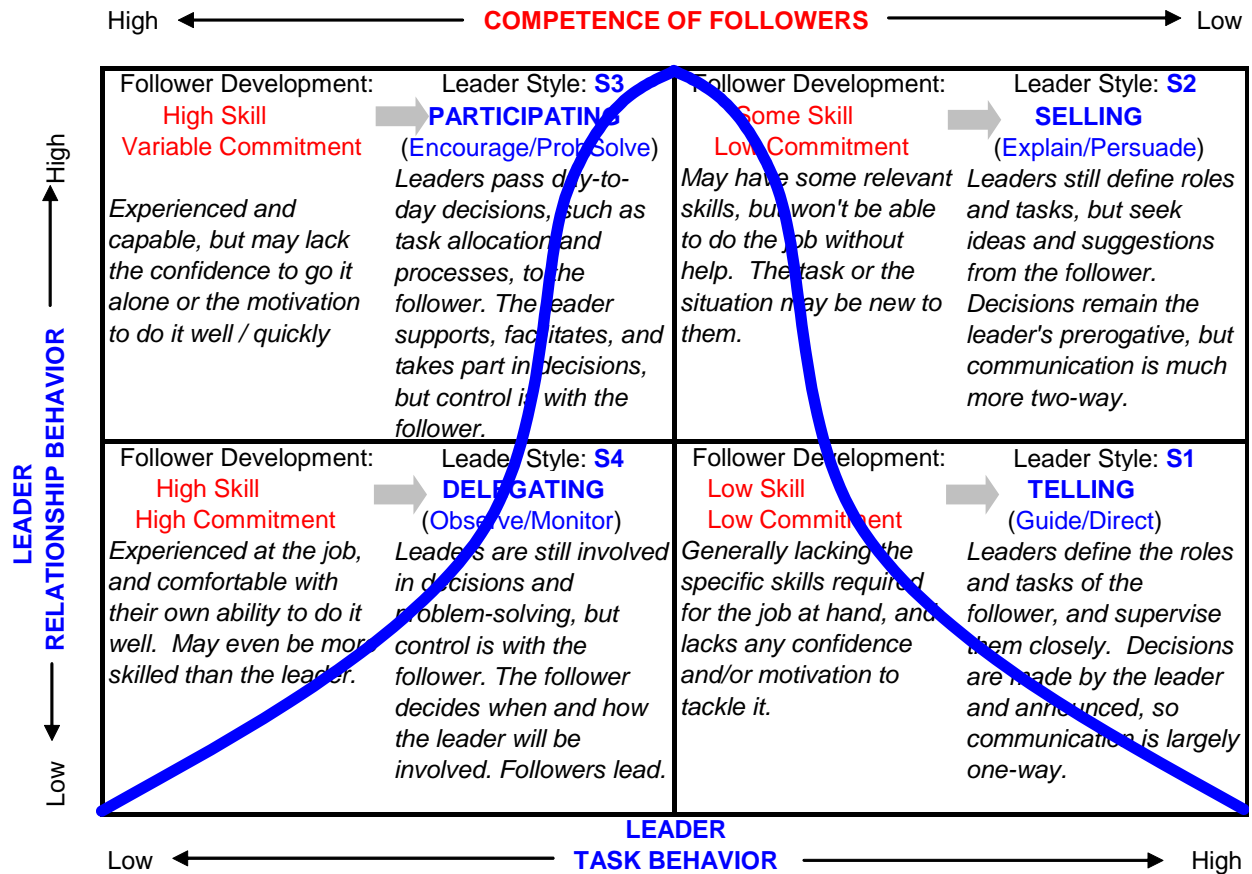 High COMPETENCE OF FOLLOWERS Low
Follower Development:
High Skill
Variable Commitment
Experienced and
capable, but may lack
the confidence to go it
alone or the motivation
to do it well / quickly
Leader Style: S3
PARTICIPATING
(Encourage/ProbSolve)
Leaders pass day-to-
day decisions, such as
task allocation and
processes, to the
follower. The leader
supports, facilitates, and
takes part in decisions,
but control is with the
follower.
Follower Development:
Some Skill
Low Commitment
May have some relevant
skills, but won't be able
to do the job without
help. The task or the
situation may be new to
them.
Leader Style: S2
SELLING
(Explain/Persuade)
Leaders still define roles
and tasks, but seek
ideas and suggestions
from the follower.
Decisions remain the
leader's prerogative, but
communication is much
more two-way.
High
LEADER
RELATIONSHIP BEHAVIOR
Low
Follower Development:
High Skill
High Commitment
Experienced at the job,
and comfortable with
their own ability to do it
well. May even be more
skilled than the leader.
Leader Style: S4
DELEGATING
(Observe/Monitor)
Leaders are still involved
in decisions and
problem-solving, but
control is with the
follower. The follower
decides when and how
the leader will be
involved. Followers lead.
Follower Development:
Low Skill
Low Commitment
Generally lacking the
specific skills required
for the job at hand, and
lacks any confidence
and/or motivation to
tackle it.
Leader Style: S1
TELLING
(Guide/Direct)
Leaders define the roles
and tasks of the
follower, and supervise
them closely. Decisions
are made by the leader
and announced, so
communication is largely
one-way.
LEADER
Low TASK BEHAVIOR High